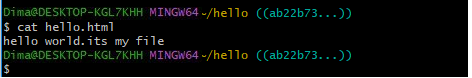 Dima@DESKTOP-KGL7KHH MINGW64 ~/hello ((ab22b73...))
$ cat hello.html
hello world.its my file
Dima@DESKTOP-KGL7KHH MINGW64 ~/hello ((ab22b73...))
$